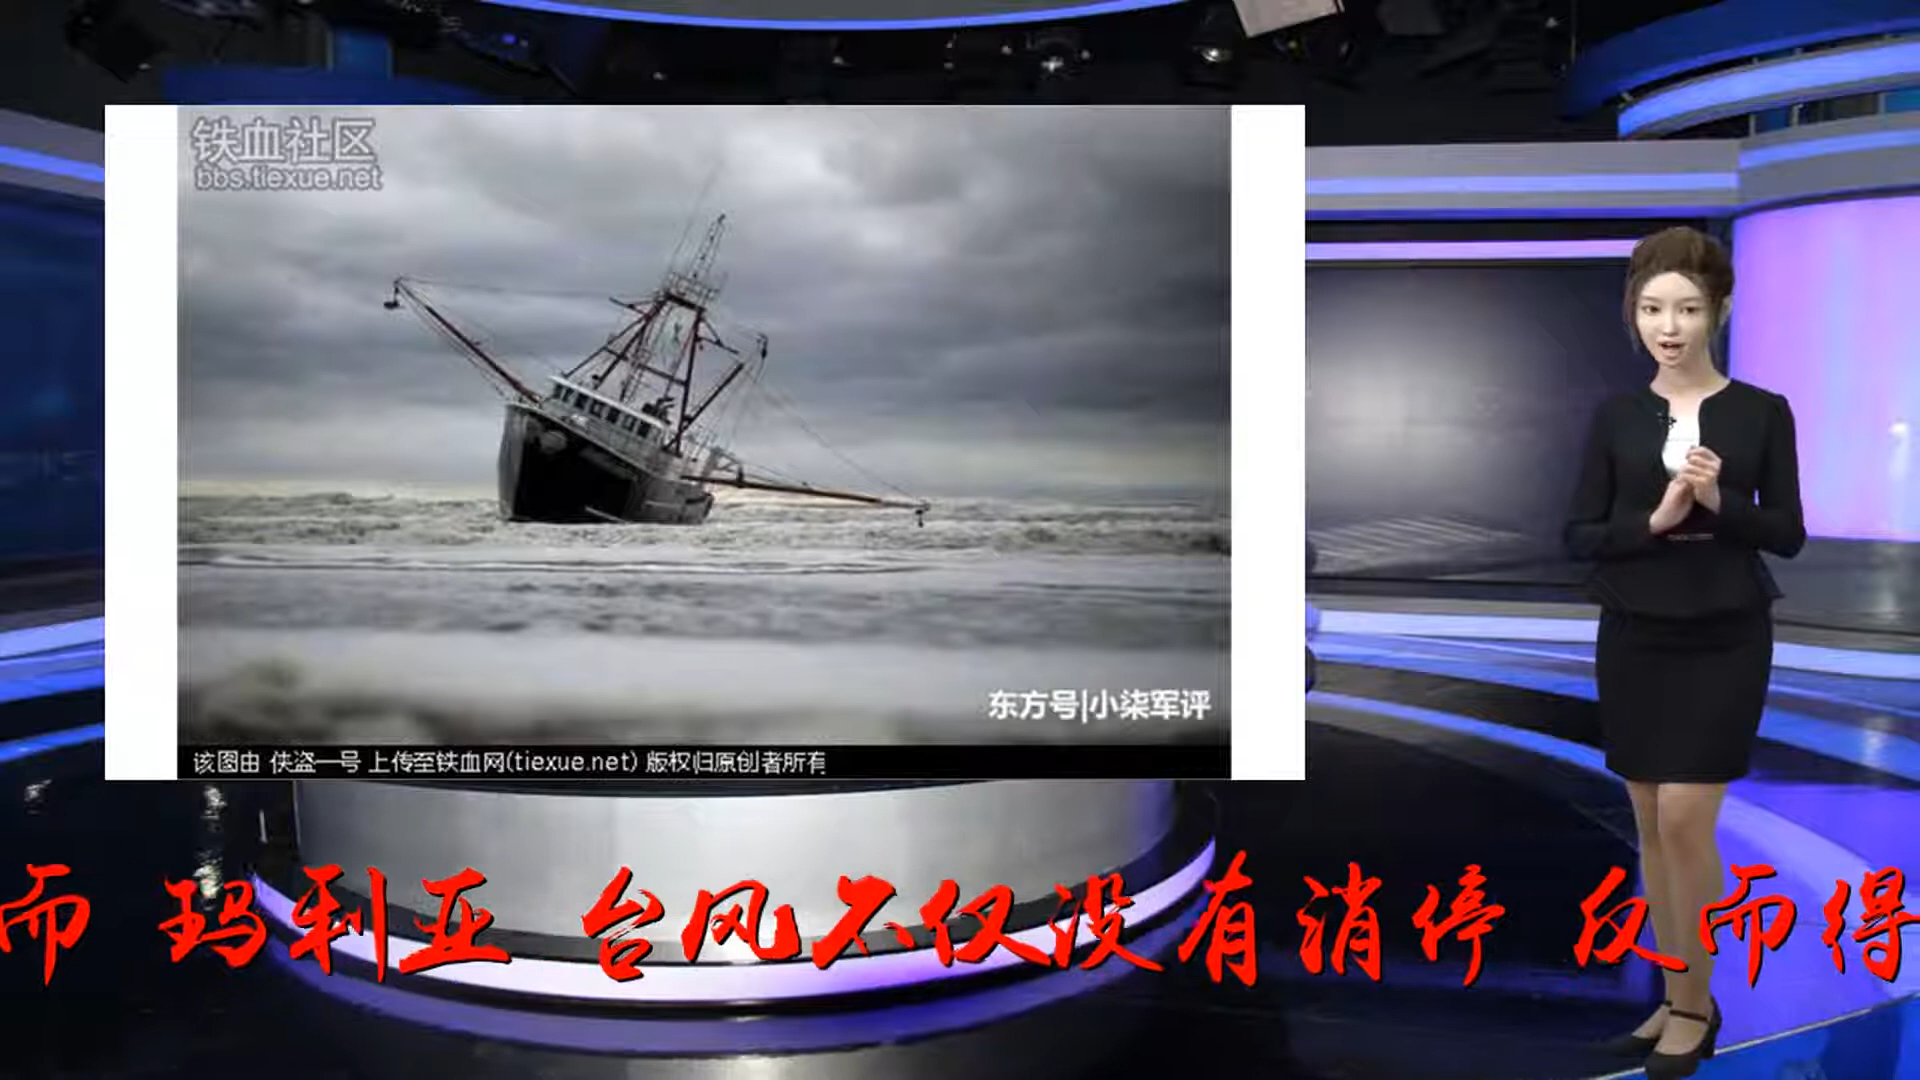 铁血社区
bbs.tiexue.net
东方号|小柒军评
该图由 侠盗一号 上传至铁血网(tiexue.net) 版权归原创者所有
而 玛利亚 台风不仅没有消停 反而得